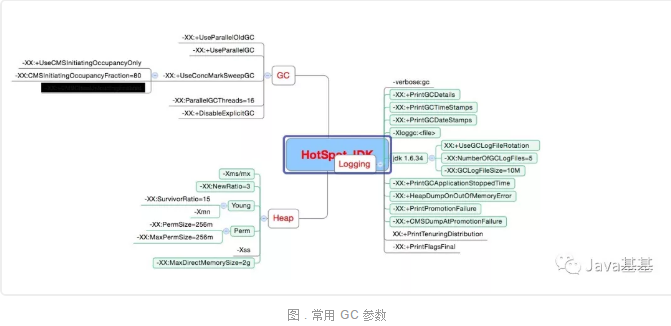 -XX:+UseParallelOldGC
-XX:+UseParallelGC
-XX:+UseCMSInitiatingOccupancyOnly
-XX:CMSInitiatingOccupancyFraction=80
-XX:+UseConcMarkSweepGC
GC
-XX:ParallelGCThreads=16
-XX:+DisableExplicitGC
HotSpot JDK
Logging
-verbose:gc
-XX:+PrintGCDetails
-XX:+PrintGCTimeStamps
-XX:+PrintGCDateStamps
-Xloggc:<file>
jdk 1.6.34
-XX:+UseGCLogFileRotation
-XX:NumberOfGCLogFiles=5
-XX:GCLogFileSize=10M
-XX:+PrintGCApplicationStoppedTime
-XX:+HeapDumpOnOutOfMemoryError
-XX:+PrintPromotionFailure
-XX:+CMSDumpAtPromotionFailure
-XX:+PrintTenuringDistribution
-XX:+PrintFlagsFinal
-Xms/mx
-XX:NewRatio=3
-XX:SurvivorRatio=15
-Xmn
Young
Heap
-XX:PermSize=256m
-XX:MaxPermSize=256m
Perm
-Xss
-XX:MaxDirectMemorySize=2g
Java基基
图 . 常用 GC 参数